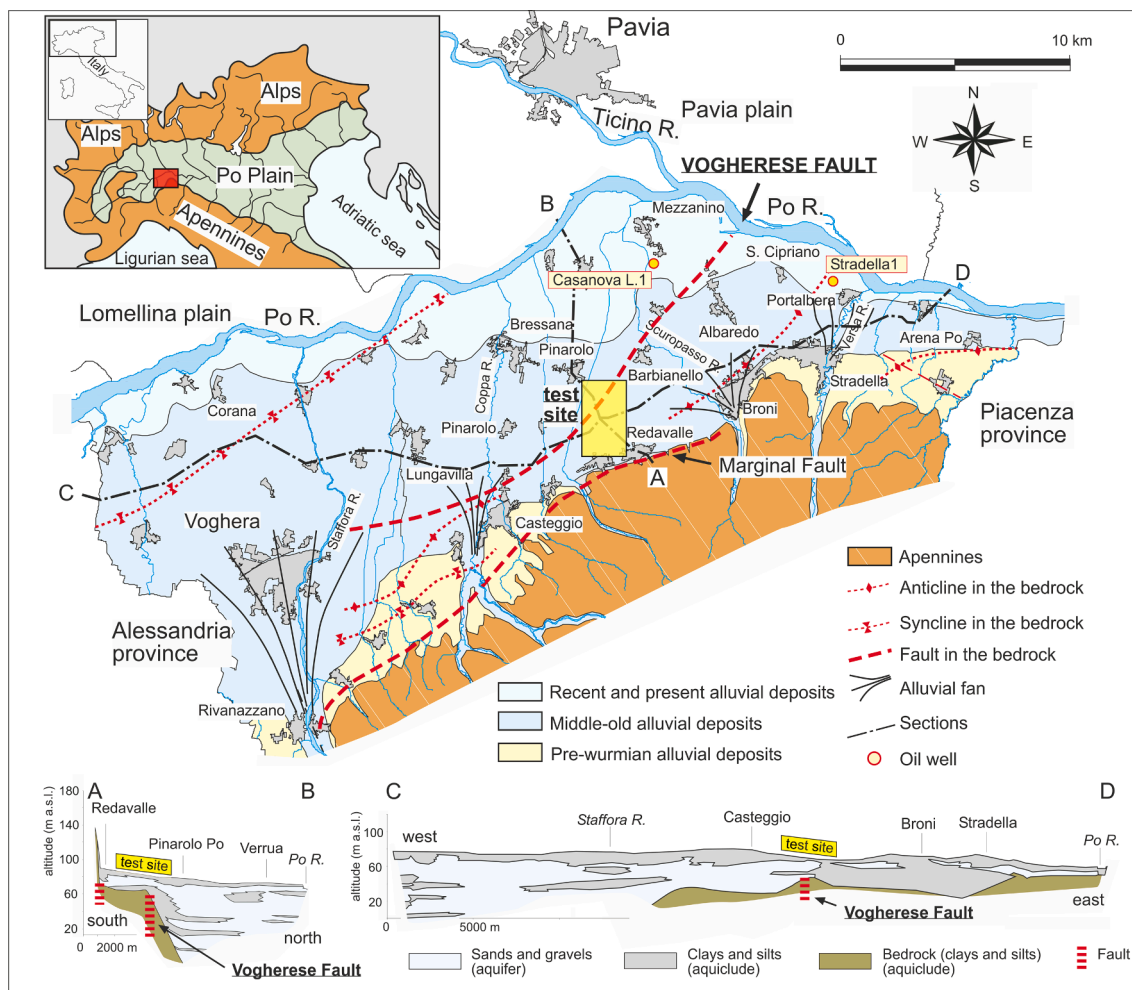 Italy
Alps
Alps
Po Plain
Apennines
Adriatic sea
Ligurian sea
Pavia
0
10 km
Pavia plain
Ticino R.
N
W
E
S
VOGHERESE FAULT
B
Mezzanino
Po R.
S. Cipriano
Casanova L.1
Stradella1
D
Lomellina plain
Po R.
Portalbera
Versa R.
Bressana
Scuropasso R.
Albaredo
Arena Po
Pinarolo
Coppa R.
Barbianello
Stradella
test
site
Corana
Pinarolo
Broni
Piacenza
province
Redavalle
Marginal Fault
C
Lungavilla
A
Voghera
Staffora R.
Casteggio
Alessandria
province
Rivanazzano
Apennines
Anticline in the bedrock
Syncline in the bedrock
Fault in the bedrock
Alluvial fan
Sections
Oil well
Recent and present alluvial deposits
Middle-old alluvial deposits
Pre-wurmian alluvial deposits
A
B
altitude (m a.s.l.)
180
140
100
60
20
Redavalle
test site
Pinarolo Po
Verrua
Po R.
south
north
0
2000 m
Vogherese Fault
C
D
altitude (m a.s.l.)
100
60
20
west
Staffora R.
Casteggio
test site
Broni
Stradella
Po R.
east
0
5000 m
Vogherese Fault
Sands and gravels
(aquifer)
Clays and silts
(aquiclude)
Bedrock (clays and silts)
aquiclude)
Fault